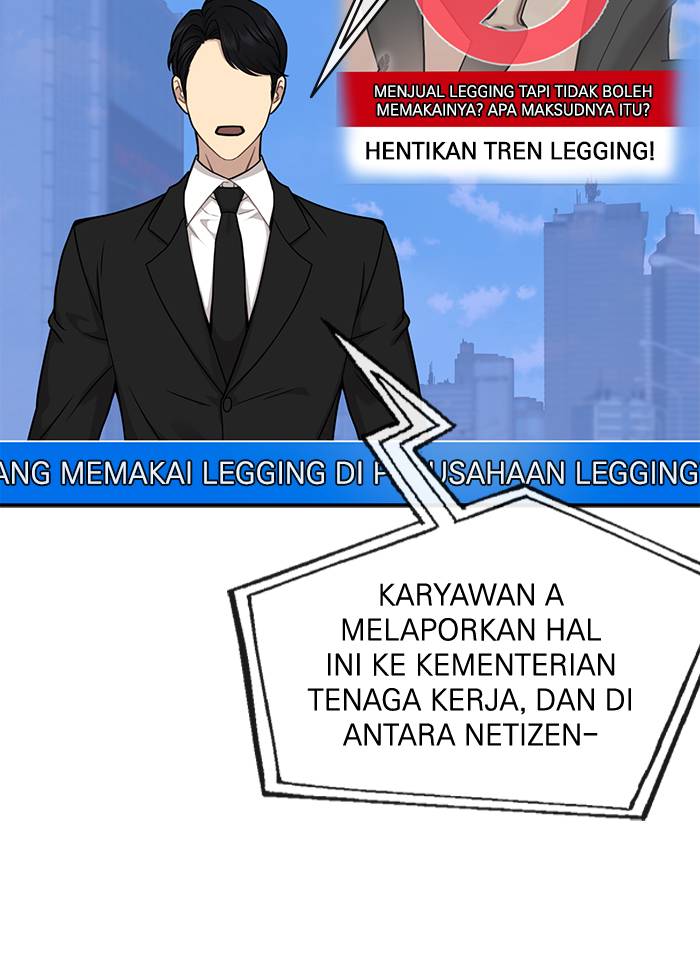 MENJUAL LEGGING TAPI TIDAK BOLEH
MEMAKAINYA? APA MAKSUDNYA ITU?
HENTIKAN TREN LEGGING!
ANG MEMAKAI LEGGING DI P USAHAAN LEGGING
KARYAWAN A
MELAPORKAN HAL
INI KE KEMENTERIAN
TENAGA KERJA, DAN DI
ANTARA NETIZEN-